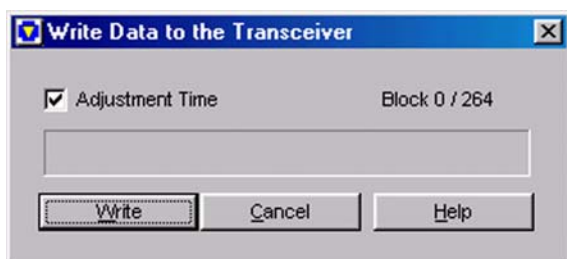 Write Data to the Transceiver
Adjustment Time Block 0 / 264
Write Cancel Help